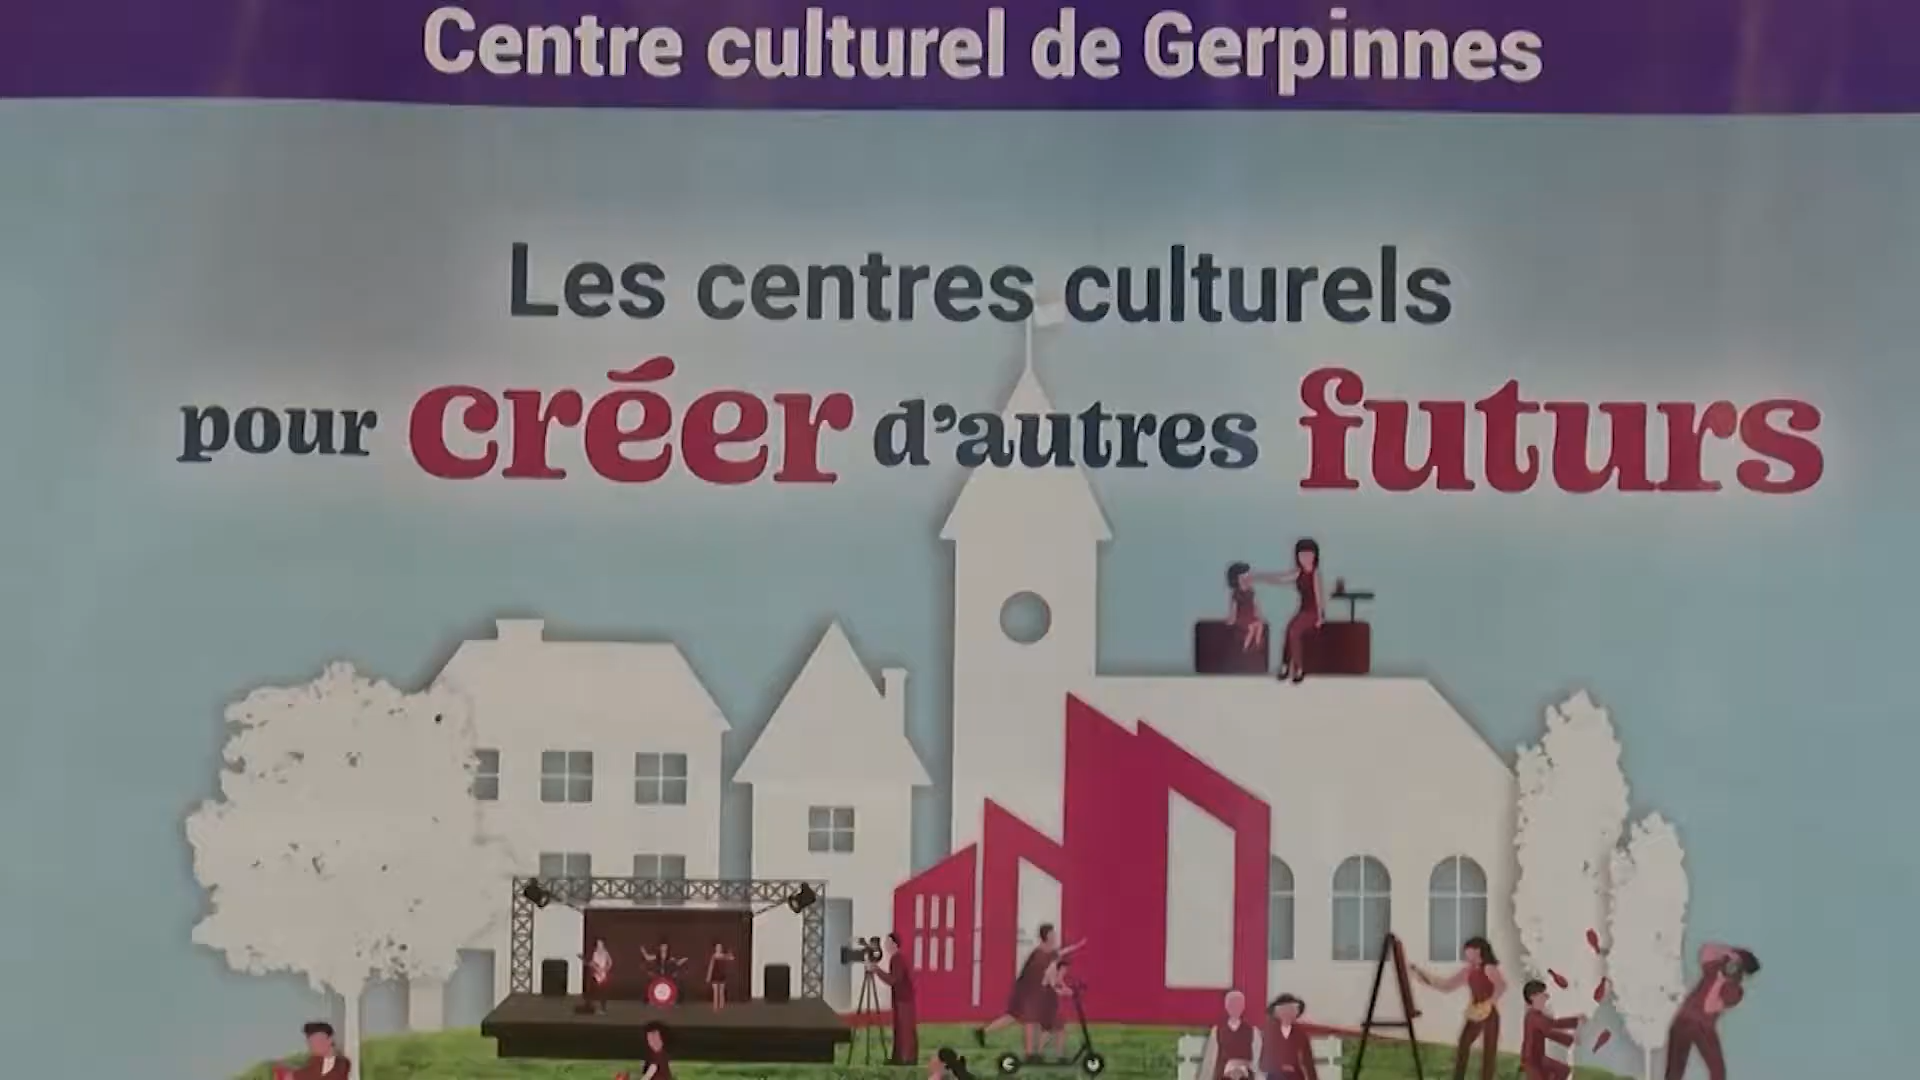 Centre culturel de Gerpinnes
Les centres culturels
pour créer d'autres futurs